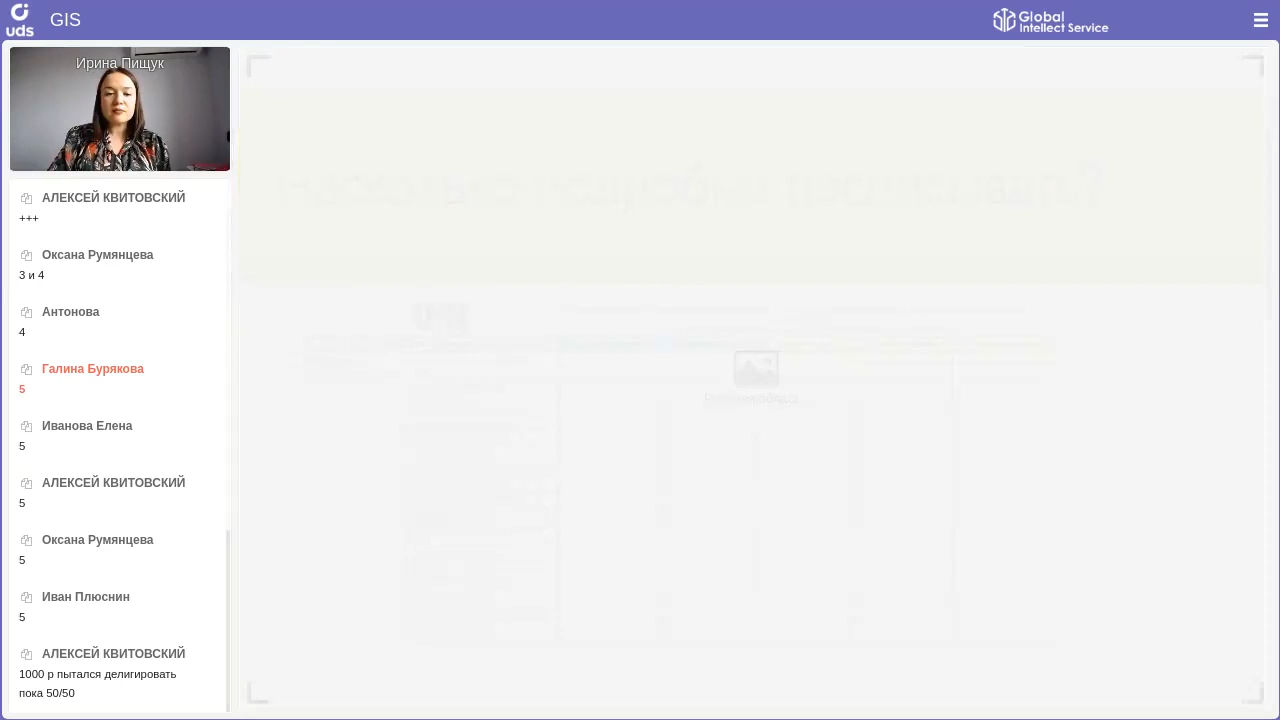 uds
GIS
Global
Intellect Service
Ирина Пищук
АЛЕКСЕЙ КВИТОВСКИЙ
+++
Оксана Румянцева
3 и 4
Антонова
4
Галина Бурякова
5
Иванова Елена
5
АЛЕКСЕЙ КВИТОВСКИЙ
5
Оксана Румянцева
5
Иван Плюснин
5
АЛЕКСЕЙ КВИТОВСКИЙ
1000 р пытался делигировать
пока 50/50